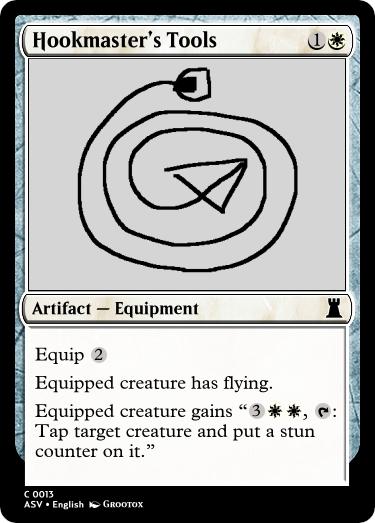 Hookmaster's Tools 1
Artifact — Equipment
Equip 2
Equipped creature has flying.
Equipped creature gains “3, :
Tap target creature and put a stun
counter on it.”
C 0013
ASV • English GROOTOX